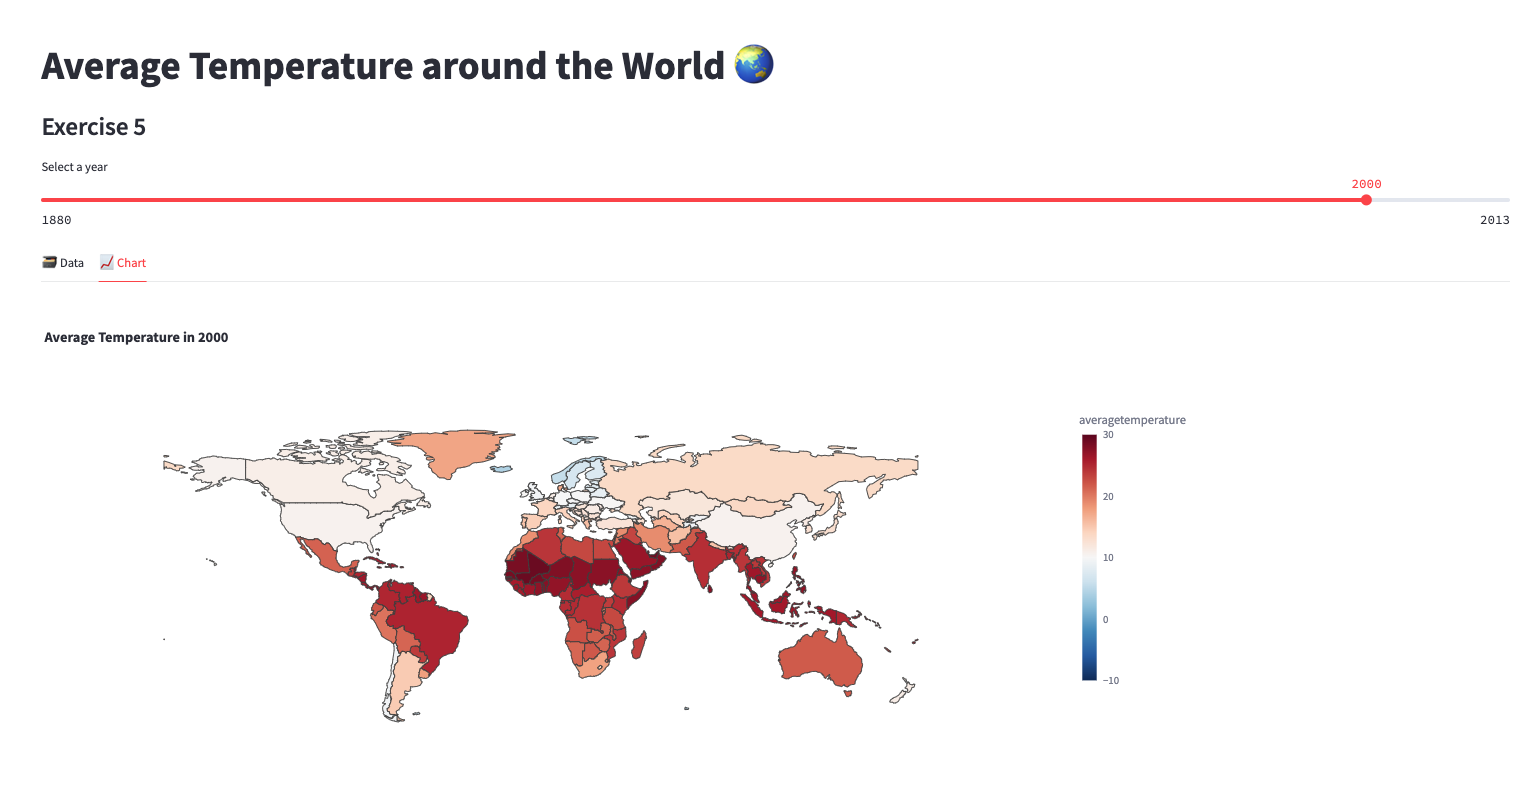 Average Temperature around the World
Exercise 5
Select a year
2000
1880
2013
Data
Chart
Average Temperature in 2000
averagetemperature
30
20
10
0
−10